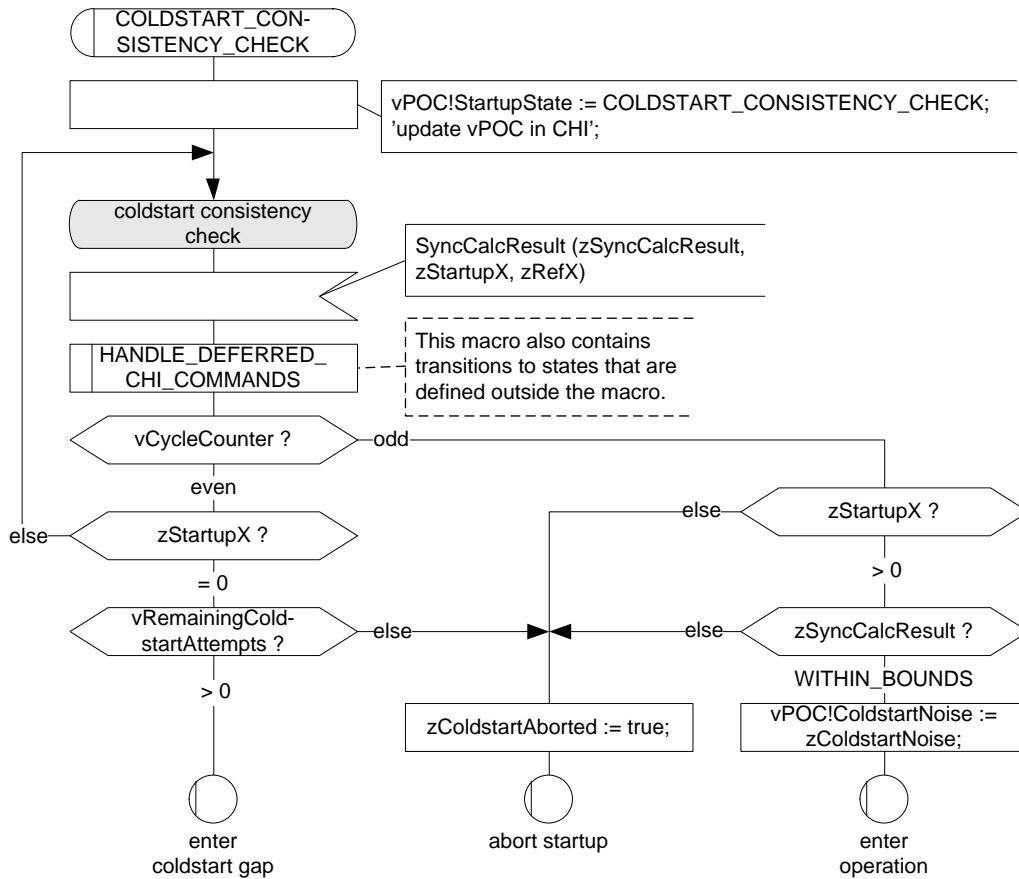 COLDSTART_CON-
SISTENCY_CHECK
vPOC!StartupState := COLDSTART_CONSISTENCY_CHECK;
’update vPOC in CHI’;
coldstart consistency
check
SyncCalcResult (zSyncCalcResult,
zStartupX, zRefX)
HANDLE_DEFERRED_
CHI_COMMANDS
This macro also contains
transitions to states that are
defined outside the macro.
vCycleCounter ?
odd
even
else
zStartupX ?
else
zStartupX ?
= 0
> 0
vRemainingCold-
startAttempts ?
else
else
zSyncCalcResult ?
> 0
WITHIN_BOUNDS
zColdstartAborted := true;
vPOC!ColdstartNoise :=
zColdstartNoise;
enter
coldstart gap
abort startup
enter
operation